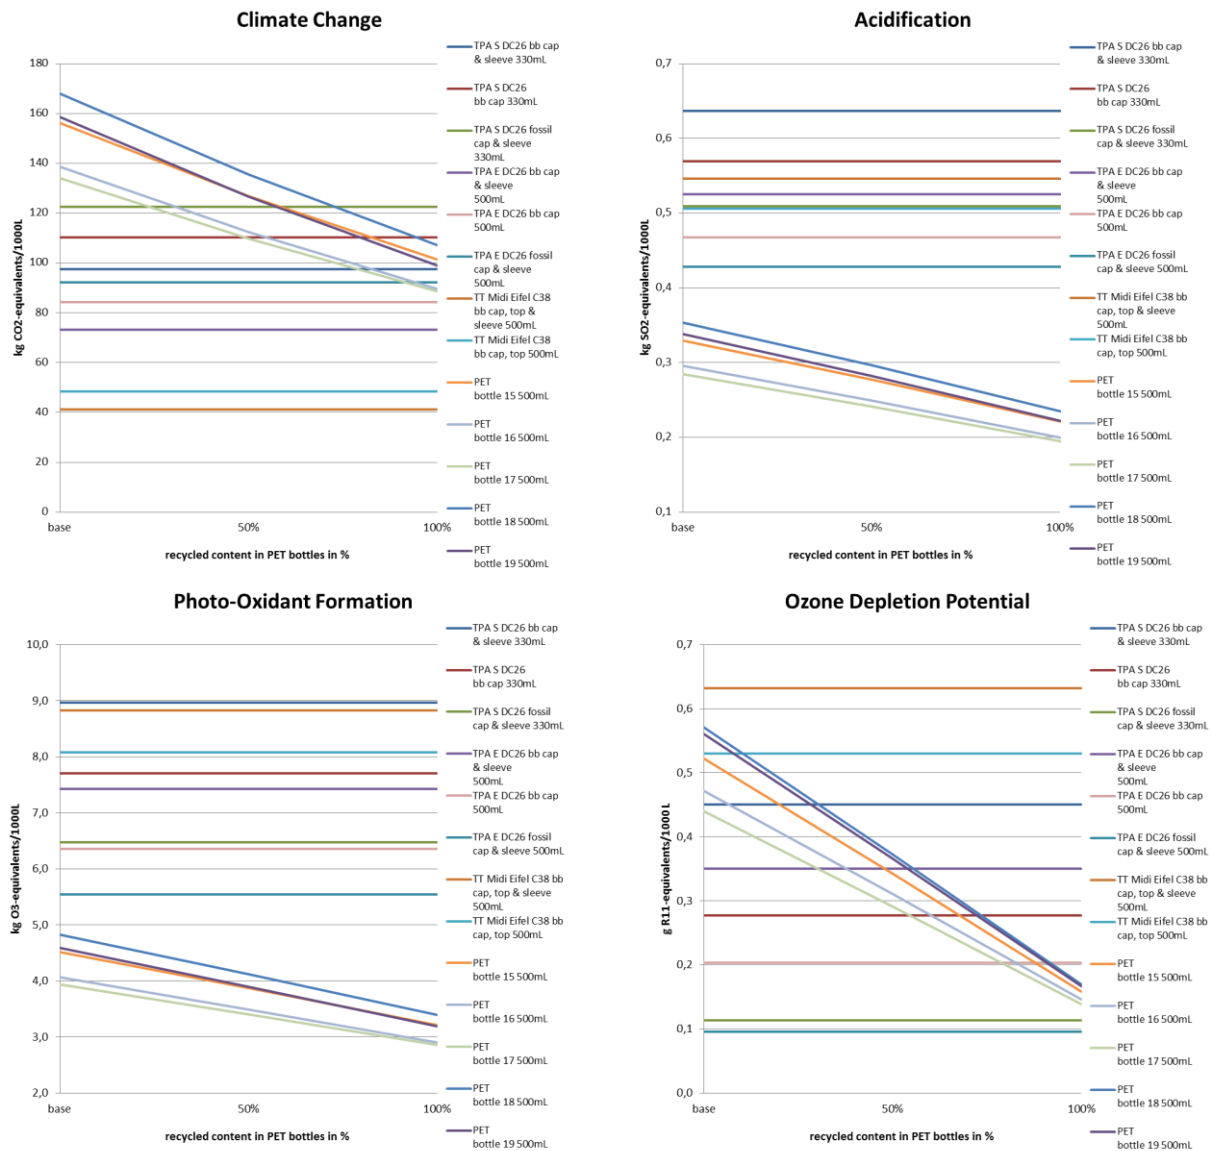 Climate Change
kg CO2-equivalents/1000L
180
160
140
120
100
80
60
40
20
0
base
50%
100%
recycled content in PET bottles in %
TPA S DC26 bb cap
& sleeve 330mL
TPA S DC26
bb cap 330mL
TPA S DC26 fossil
cap & sleeve
330mL
TPA E DC26 bb cap
& sleeve
500mL
TPA E DC26 bb cap
500mL
TPA E DC26 fossil
cap & sleeve
500mL
TT Midi Eifel C38
bb cap, top &
sleeve 500mL
TT Midi Eifel C38
bb cap, top 500mL
PET
bottle 15 500mL
PET
bottle 16 500mL
PET
bottle 17 500mL
PET
bottle 18 500mL
PET
bottle 19 500mL
Acidification
kg SO2-equivalents/1000L
0,7
0,6
0,5
0,4
0,3
0,2
0,1
base
50%
100%
recycled content in PET bottles in %
TPA S DC26 bb cap
& sleeve 330mL
TPA S DC26
bb cap 330mL
TPA S DC26 fossil
cap & sleeve 330mL
TPA E DC26 bb cap
& sleeve
500mL
TPA E DC26 bb cap
500mL
TPA E DC26 fossil
cap & sleeve 500mL
TT Midi Eifel C38 bb
cap, top & sleeve
500mL
TT Midi Eifel C38 bb
cap, top 500mL
PET
bottle 15 500mL
PET
bottle 16 500mL
PET
bottle 17 500mL
PET
bottle 18 500mL
PET
bottle 19 500mL
Photo-Oxidant Formation
kg O3-equivalents/1000L
10,0
9,0
8,0
7,0
6,0
5,0
4,0
3,0
2,0
base
50%
100%
recycled content in PET bottles in %
TPA S DC26 bb cap
& sleeve 330mL
TPA S DC26
bb cap 330mL
TPA S DC26 fossil
cap & sleeve 330mL
TPA E DC26 bb cap
& sleeve
500mL
TPA E DC26 bb cap
500mL
TPA E DC26 fossil
cap & sleeve 500mL
TT Midi Eifel C38 bb
cap, top & sleeve
500mL
TT Midi Eifel C38 bb
cap, top 500mL
PET
bottle 15 500mL
PET
bottle 16 500mL
PET
bottle 17 500mL
PET
bottle 18 500mL
PET
bottle 19 500mL
Ozone Depletion Potential
g R11-equivalents/1000 L
0,7
0,6
0,5
0,4
0,3
0,2
0,1
0,0
base
50%
100%
recycled content in PET bottles in %
TPA S DC26 bb cap
& sleeve 330mL
TPA S DC26
bb cap 330mL
TPA S DC26 fossil
cap & sleeve 330mL
TPA E DC26 bb cap
& sleeve
500mL
TPA E DC26 bb cap
500mL
TPA E DC26 fossil
cap & sleeve 500mL
TT Midi Eifel C38 bb
cap, top & sleeve
500mL
TT Midi Eifel C38 bb
cap, top 500mL
PET
bottle 15 500mL
PET
bottle 16 500mL
PET
bottle 17 500mL
PET
bottle 18 500mL
PET
bottle 19 500mL